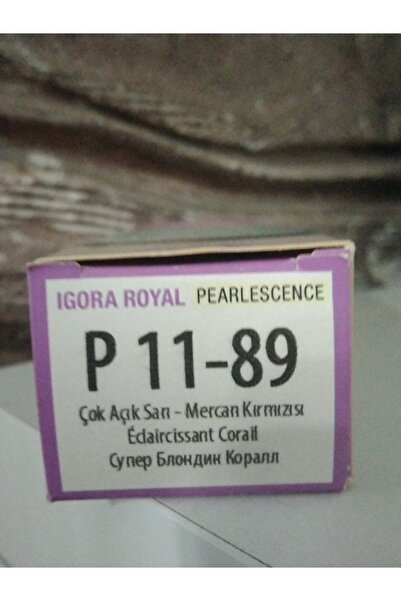 IGORA ROYAL PEARLESCENCE
P 11-89
Çok Açık Sarı - Mercan Kırmızısı
Éclaircissant Corail
Супер Блондин Коралл